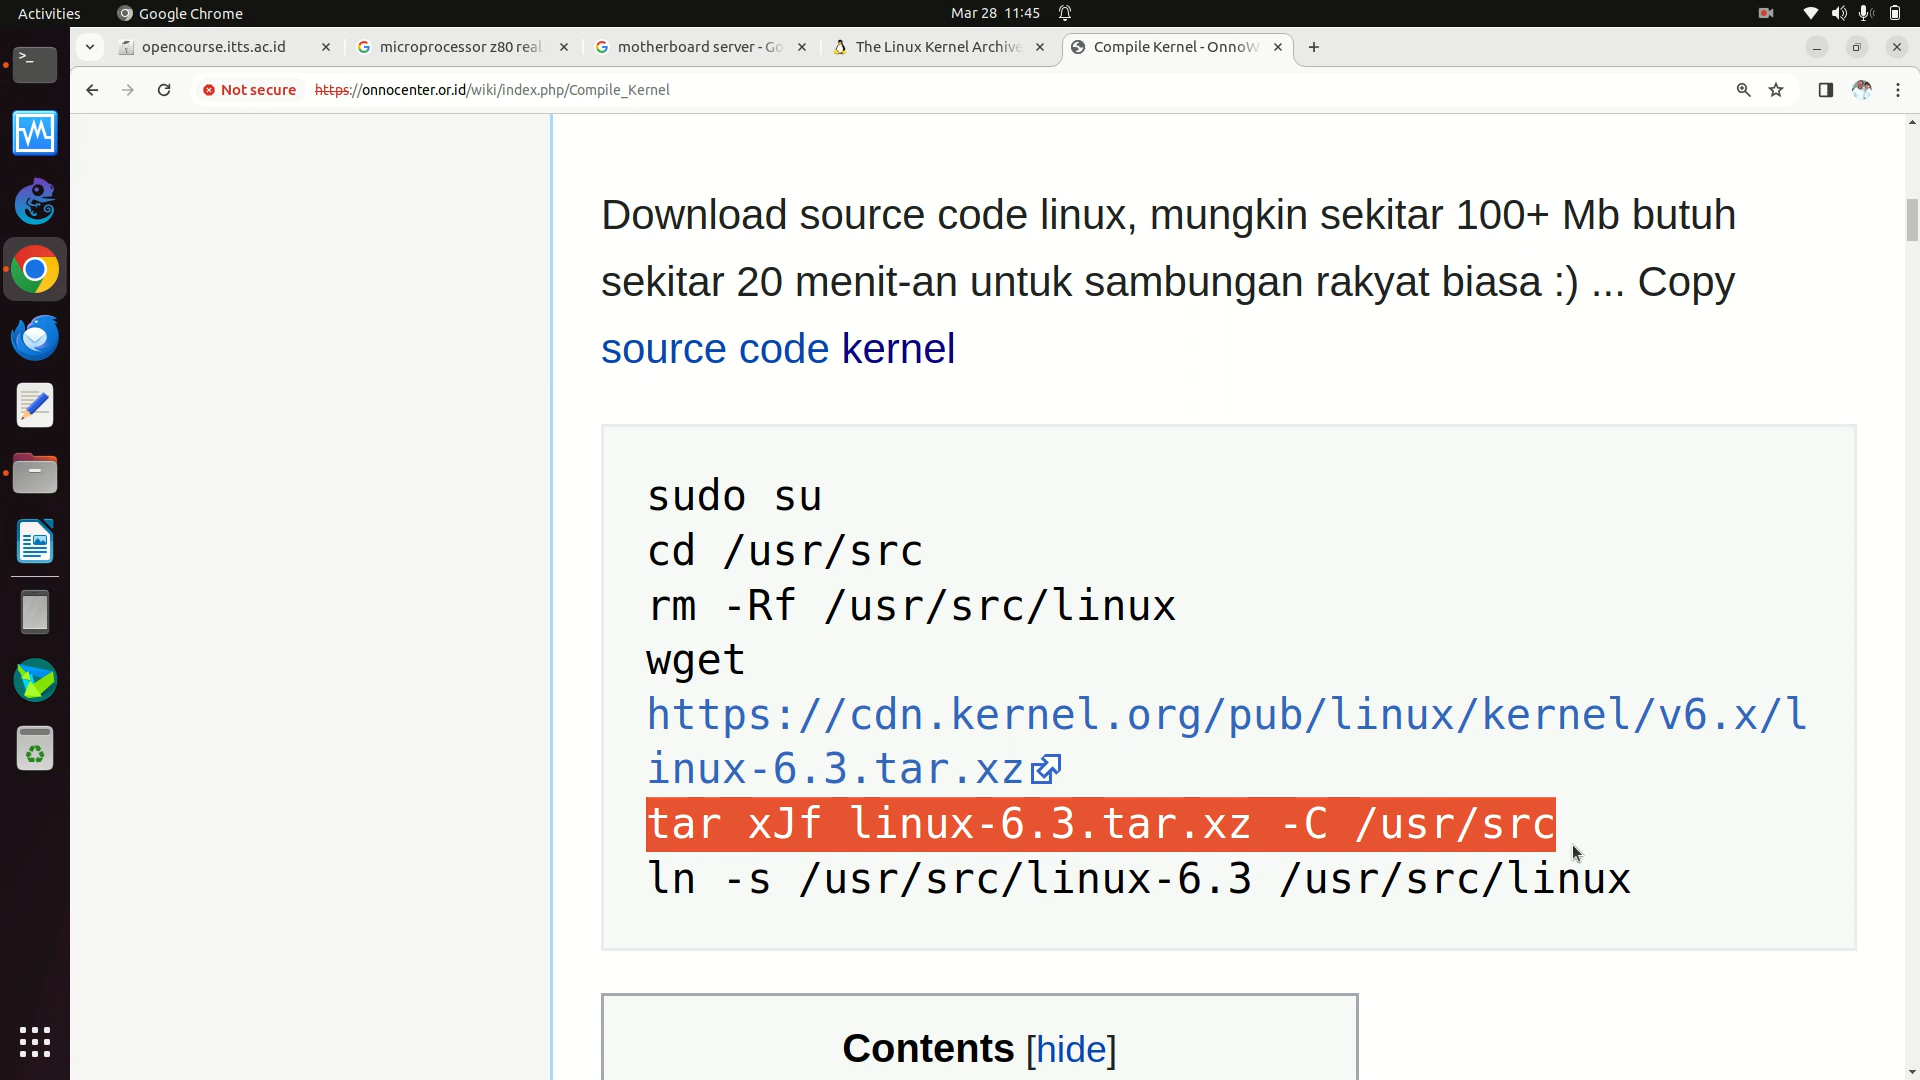 Activities
Google Chrome
Mar 28 11:45
opencourse.itts.ac.id
microprocessor z80 real
motherboard server - Go
The Linux Kernel Archive
Compile Kernel - OnnoW
Not secure
https://onnocenter.or.id/wiki/index.php/Compile_Kernel
Download source code linux, mungkin sekitar 100+ Mb butuh
sekitar 20 menit-an untuk sambungan rakyat biasa :) ... Copy
source code kernel
sudo su
cd /usr/src
rm -Rf /usr/src/linux
wget
https://cdn.kernel.org/pub/linux/kernel/v6.x/l
inux-6.3.tar.xz
tar xJf linux-6.3.tar.xz -C /usr/src
ln -s /usr/src/linux-6.3 /usr/src/linux
Contents [hide]